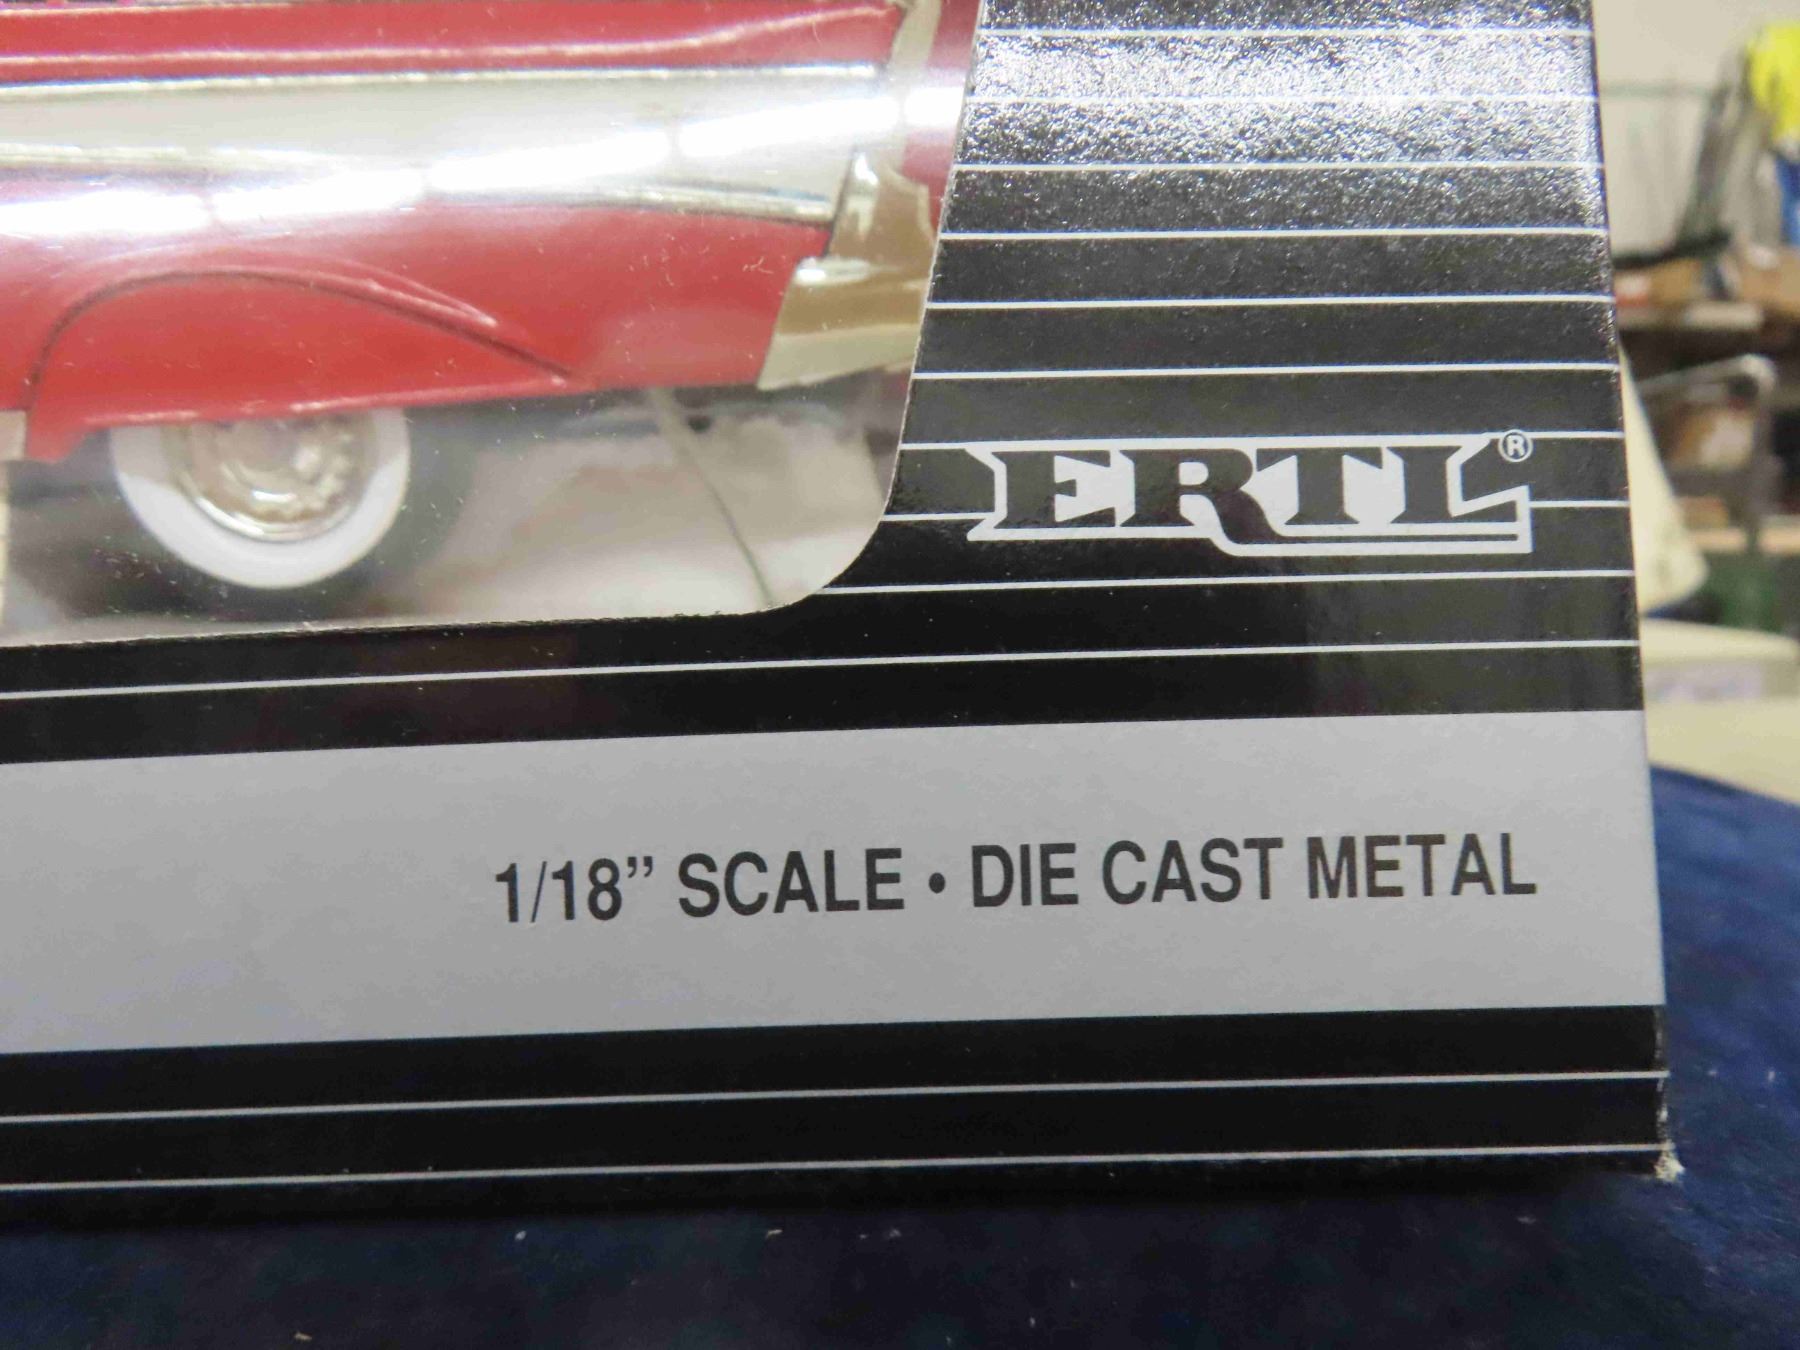 ERTL®
1/18” SCALE • DIE CAST METAL